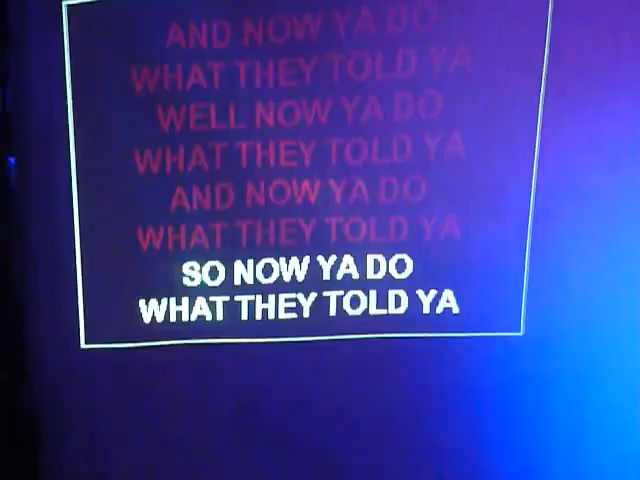 AND NOW YA DO
WHAT THEY TOLD YA
WELL NOW YA DO
WHAT THEY TOLD YA
AND NOW YA DO
WHAT THEY TOLD YA
SO NOW YA DO
WHAT THEY TOLD YA